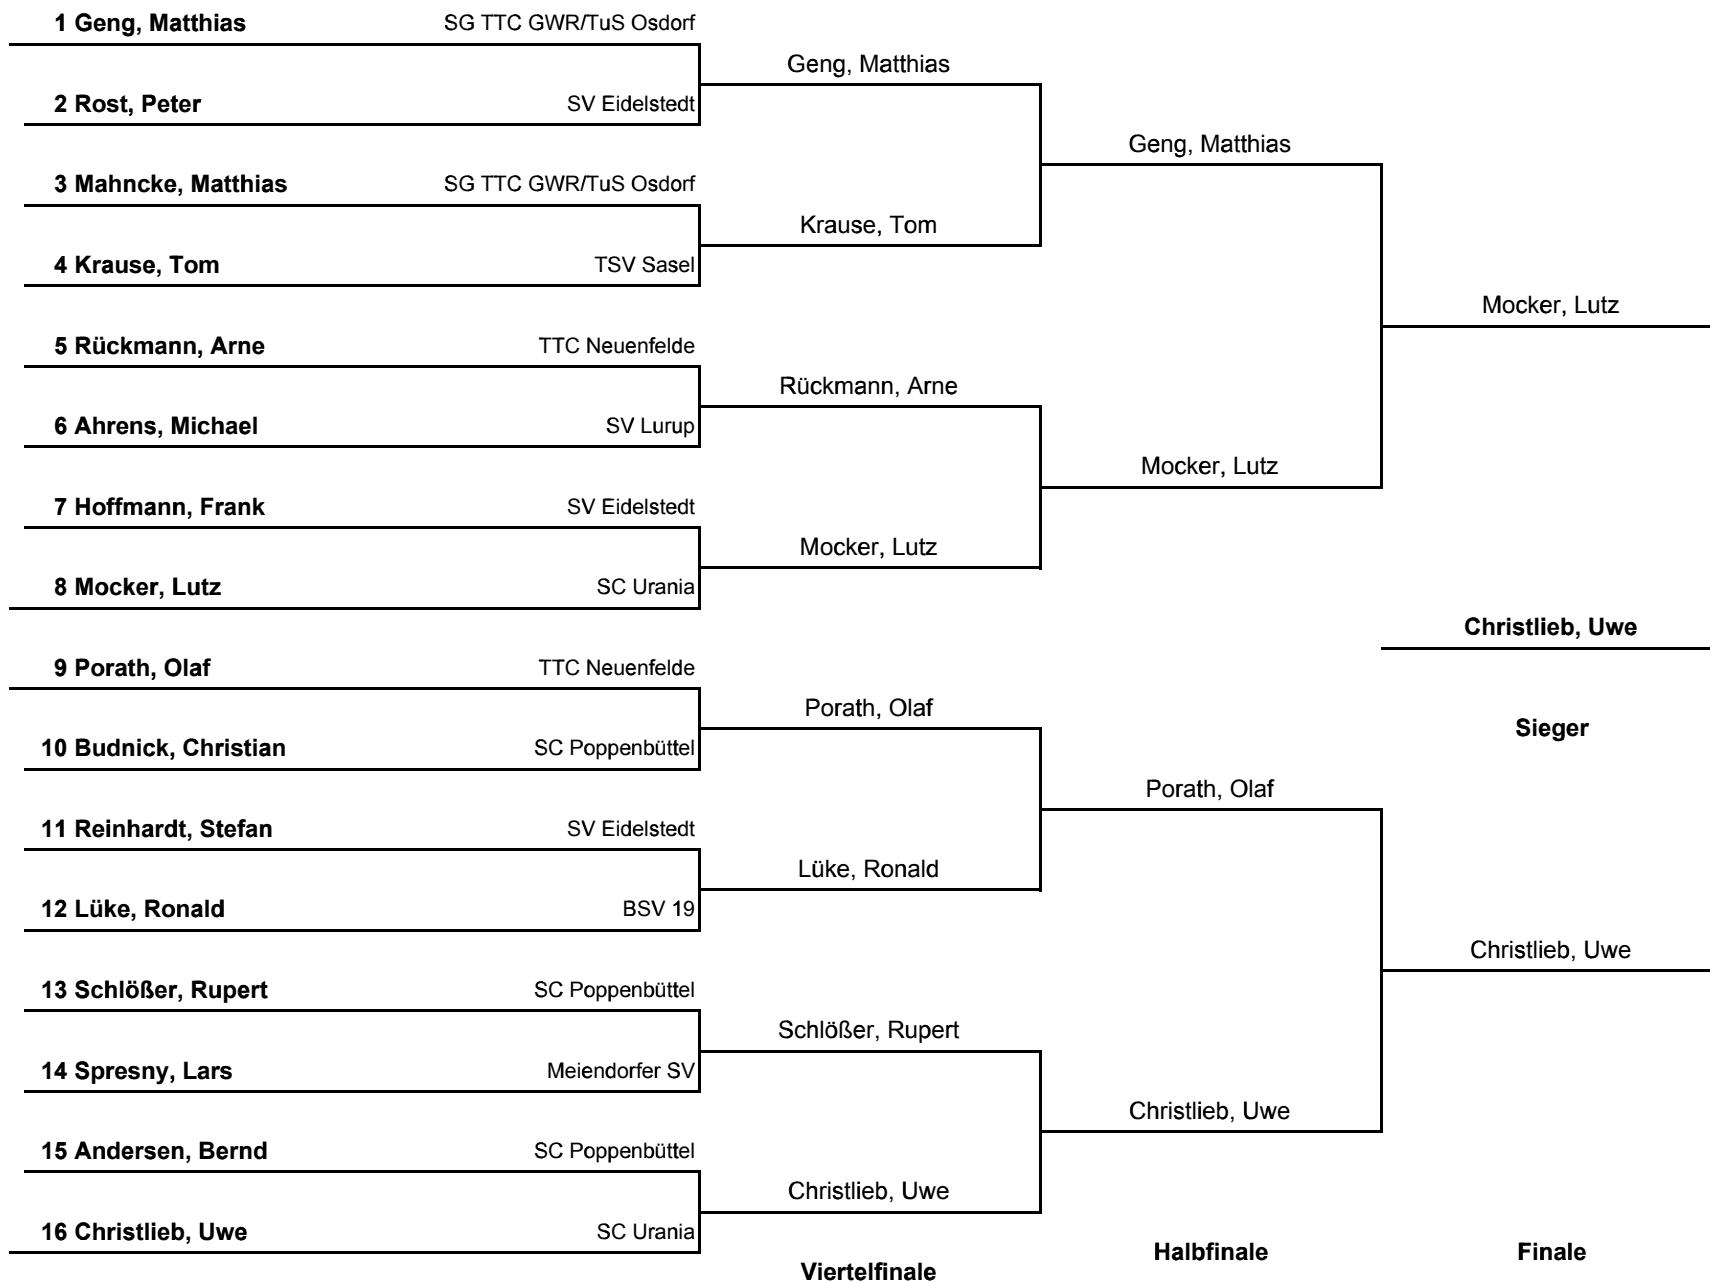 1 Geng, Matthias SG TTC GWR/TuS Osdorf
Geng, Matthias
2 Rost, Peter SV Eidelstedt
Geng, Matthias
3 Mahncke, Matthias SG TTC GWR/TuS Osdorf
Krause, Tom
4 Krause, Tom TSV Sasel
Mocker, Lutz
5 Rückmann, Arne TTC Neuenfelde
Rückmann, Arne
6 Ahrens, Michael SV Lurup
Mocker, Lutz
7 Hoffmann, Frank SV Eidelstedt
Mocker, Lutz
8 Mocker, Lutz SC Urania
Christlieb, Uwe
9 Porath, Olaf TTC Neuenfelde
Porath, Olaf
Sieger
10 Budnick, Christian SC Poppenbüttel
Porath, Olaf
11 Reinhardt, Stefan SV Eidelstedt
Lüke, Ronald
12 Lüke, Ronald BSV 19
Christlieb, Uwe
13 Schlößer, Rupert SC Poppenbüttel
Schlößer, Rupert
14 Spresny, Lars Meiendorfer SV
Christlieb, Uwe
15 Andersen, Bernd SC Poppenbüttel
Christlieb, Uwe
16 Christlieb, Uwe SC Urania
Halbfinale Finale
Viertelfinale